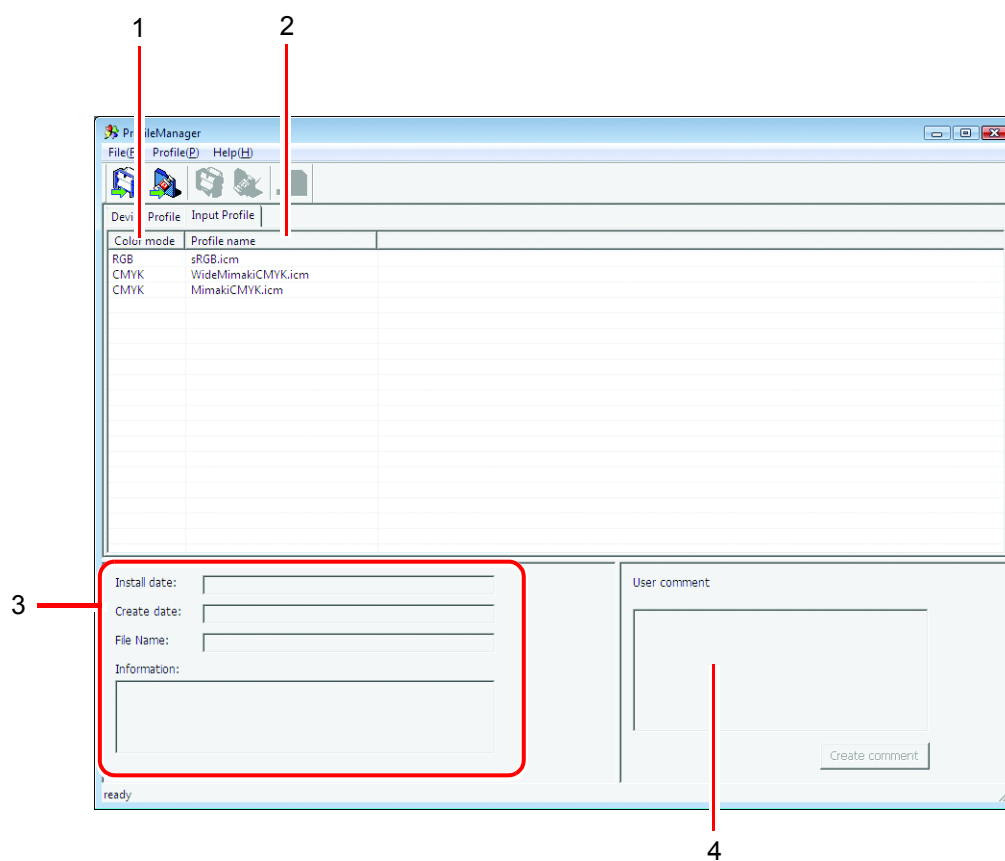 1 2
ProfileManager
File(F) Profile(P) Help(H)
Device Profile Input Profile
Color mode Profile name
RGB sRGB.icm
CMYK WideMimakiCMYK.icm
CMYK MimakiCMYK.icm
3
Install date:
Create date:
File Name:
Information:
User comment
Create comment
ready
4